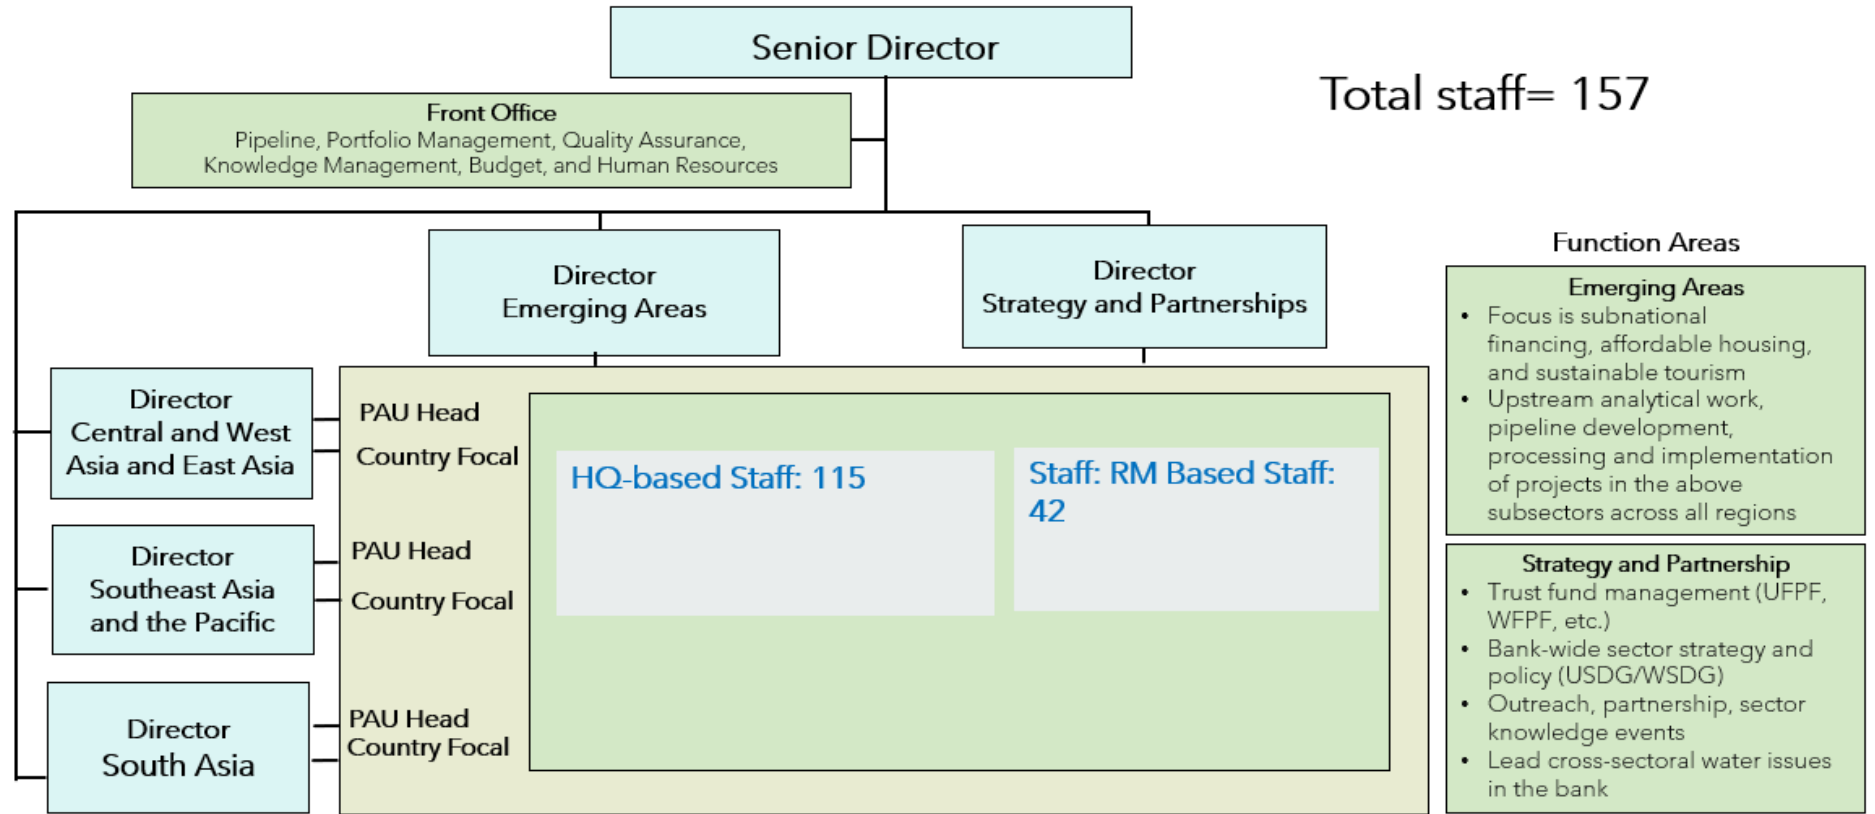 Senior Director
Total staff= 157
Front Office
Pipeline, Portfolio Management, Quality Assurance,
Knowledge Management, Budget, and Human Resources
Director
Emerging Areas
Director
Strategy and Partnerships
Director
Central and West
Asia and East Asia
PAU Head
Country Focal
Director
Southeast Asia
and the Pacific
PAU Head
Country Focal
Director
South Asia
PAU Head
Country Focal
HQ-based Staff: 115
Staff: RM Based Staff:
42
Function Areas
Emerging Areas
• Focus is subnational
financing, affordable housing,
and sustainable tourism
• Upstream analytical work,
pipeline development,
processing and implementation
of projects in the above
subsectors across all regions
Strategy and Partnership
• Trust fund management (UFPF,
WFPF, etc.)
• Bank-wide sector strategy and
policy (USDG/WSDG)
• Outreach, partnership, sector
knowledge events
• Lead cross-sectoral water issues
in the bank